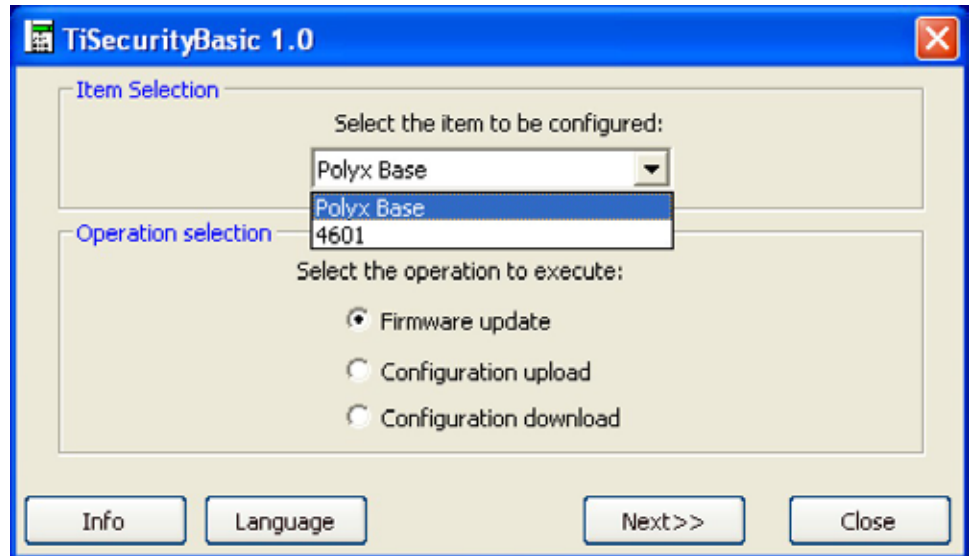 TiSecurityBasic 1.0
Item Selection
Select the item to be configured:
Polyx Base
Polyx Base
4601
Operation selection
Select the operation to execute:
Firmware update
Configuration upload
Configuration download
Info Language Next>> Close